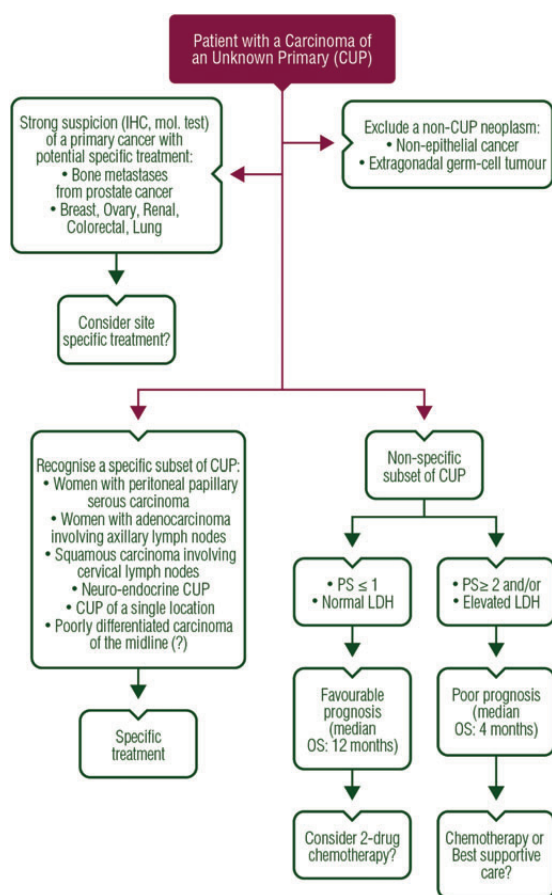 Patient with a Carcinoma of
an Unknown Primary (CUP)
Strong suspicion (IHC, mol. test)
of a primary cancer with
potential specific treatment:
• Bone metastases
from prostate cancer
• Breast, Ovary, Renal,
Colorectal, Lung
Exclude a non-CUP neoplasm:
• Non-epithelial cancer
• Extragonadal germ-cell tumour
Consider site
specific treatment?
Recognise a specific subset of CUP:
• Women with peritoneal papillary
serous carcinoma
• Women with adenocarcinoma
involving axillary lymph nodes
• Squamous carcinoma involving
cervical lymph nodes
• Neuro-endocrine CUP
• CUP of a single location
• Poorly differentiated carcinoma
of the midline (?)
Specific
treatment
Non-specific
subset of CUP
• PS ≤ 1
• Normal LDH
• PS≥ 2 and/or
• Elevated LDH
Favourable
prognosis
(median
OS: 12 months)
Poor prognosis
(median
OS: 4 months)
Consider 2-drug
chemotherapy?
Chemotherapy or
Best supportive
care?